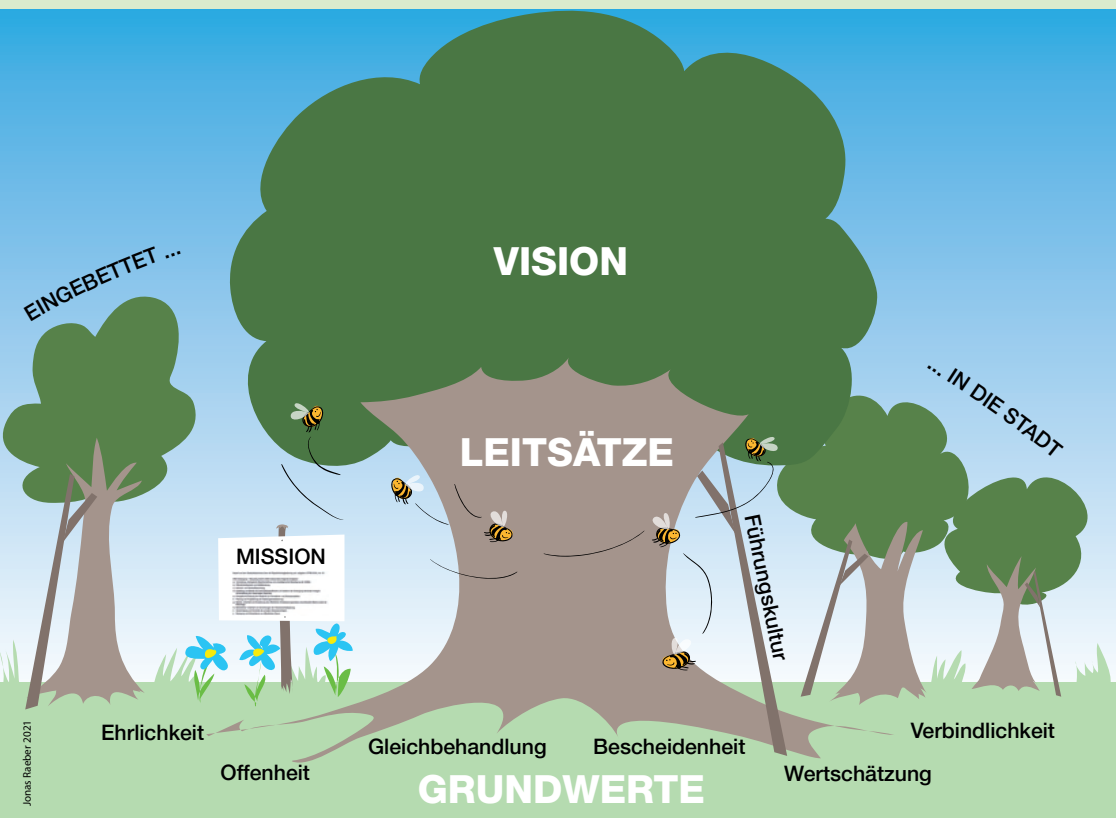 EINGEBETTET ...
VISION
... IN DIE STADT
LEITSÄTZE
MISSION
Führungskultur
Ehrlichkeit
Offenheit
Gleichbehandlung
Bescheidenheit
Wertschätzung
Verbindlichkeit
GRUNDWERTE
Jonas Raeber 2021